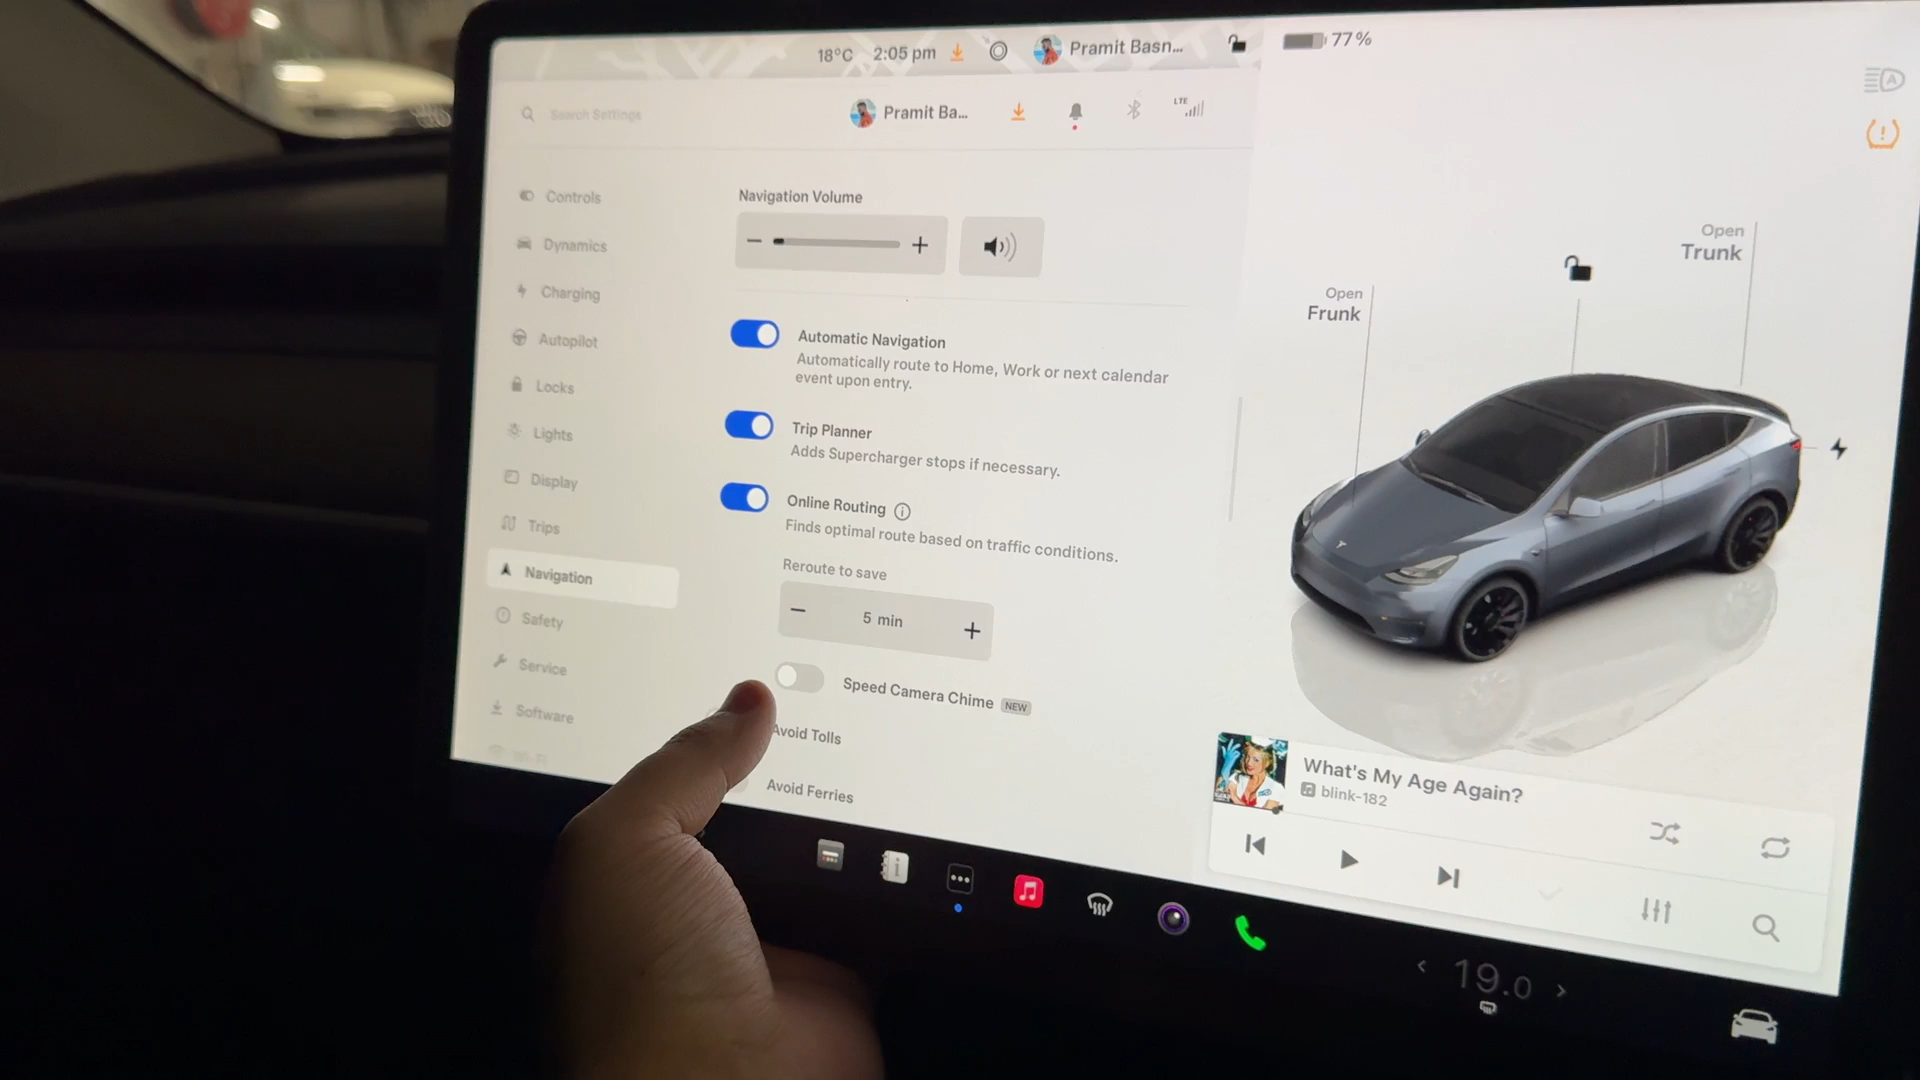 18°C 2:05 pm Pramit Basn... 77%
Search Settings Pramit Ba... LTE
Controls
Dynamics
Charging
Autopilot
Locks
Lights
Display
Trips
Navigation
Safety
Service
Software
Navigation Volume
Automatic Navigation
Automatically route to Home, Work or next calendar
event upon entry.
Trip Planner
Adds Supercharger stops if necessary.
Online Routing
Finds optimal route based on traffic conditions.
Reroute to save
5 min
Speed Camera Chime NEW
Avoid Tolls
Avoid Ferries
Open
Frunk
Open
Trunk
What's My Age Again?
blink-182
19.0